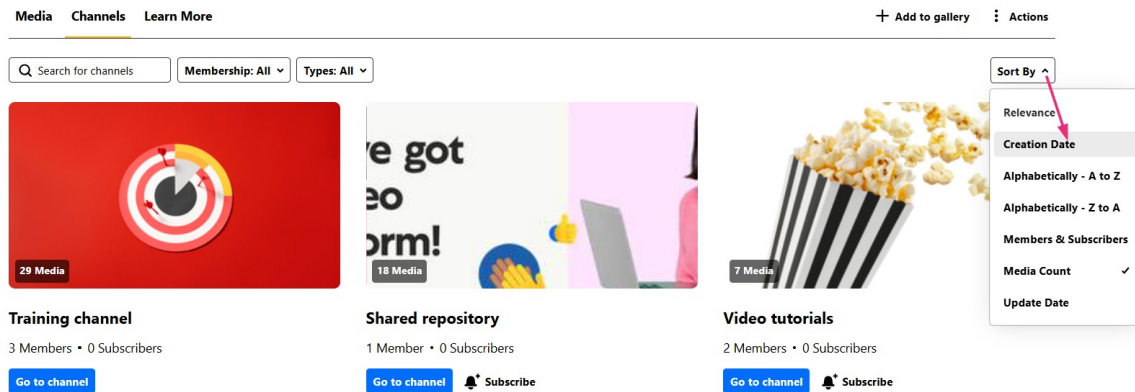 Media Channels Learn More
+ Add to gallery
Actions
Search for channels
Membership: All
Types: All
Sort By
Relevance
Creation Date
Alphabetically - A to Z
Alphabetically - Z to A
Members & Subscribers
Media Count
Update Date
29 Media
e got
eo
orm!
18 Media
7 Media
Training channel
3 Members • 0 Subscribers
Go to channel
Shared repository
1 Member • 0 Subscribers
Go to channel
Subscribe
Video tutorials
2 Members • 0 Subscribers
Go to channel
Subscribe